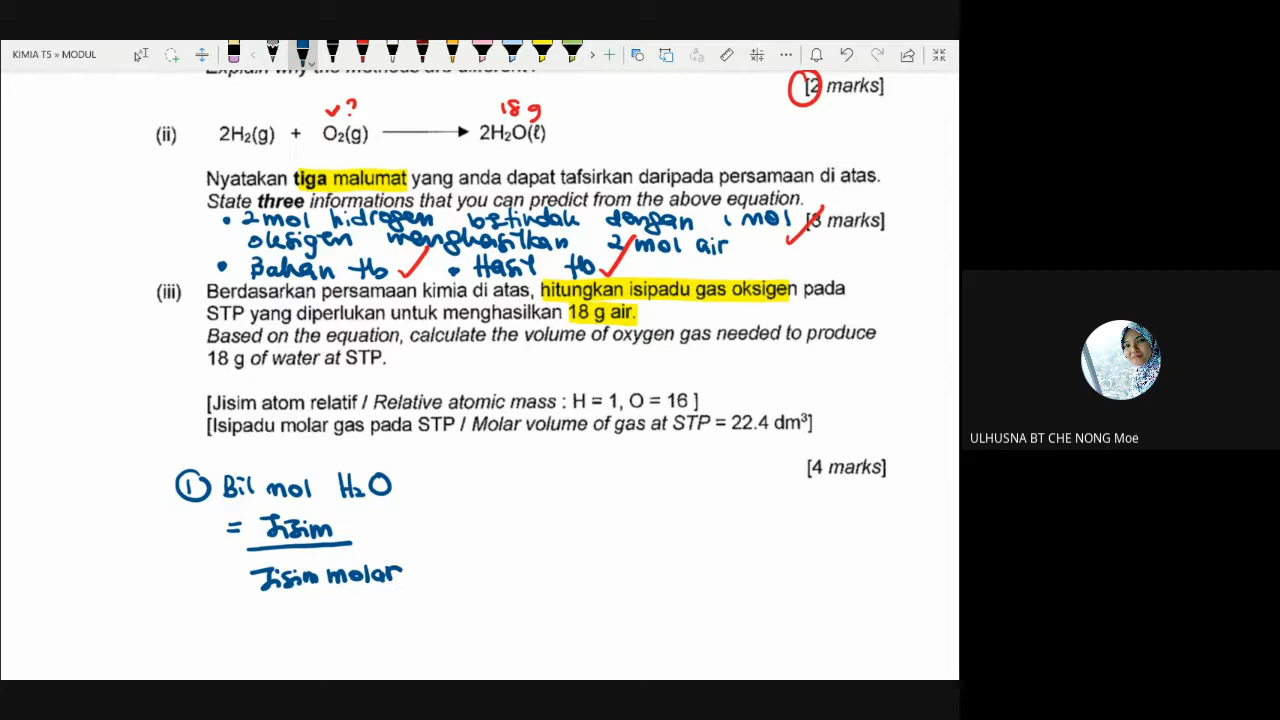 KIMIA T5 » MODUL
Explain why the methods are different?
[2 marks]
✓? 18 g
(ii) 2H₂(g) + O₂(g) ⟶ 2H₂O(ℓ)
Nyatakan tiga malumat yang anda dapat tafsirkan daripada persamaan di atas.
State three informations that you can predict from the above equation.
• 2 mol hidrogen bertindak dengan 1 mol [3 marks]
oksigen menghasilkan 2 mol air
• Bahan tb • Hasil tb
(iii) Berdasarkan persamaan kimia di atas, hitungkan isipadu gas oksigen pada
STP yang diperlukan untuk menghasilkan 18 g air.
Based on the equation, calculate the volume of oxygen gas needed to produce
18 g of water at STP.
[Jisim atom relatif / Relative atomic mass : H = 1, O = 16 ]
[Isipadu molar gas pada STP / Molar volume of gas at STP = 22.4 dm³]
[4 marks]
① Bil mol H₂O
= Jisim
Jisim molar
ULHUSNA BT CHE NONG Moe